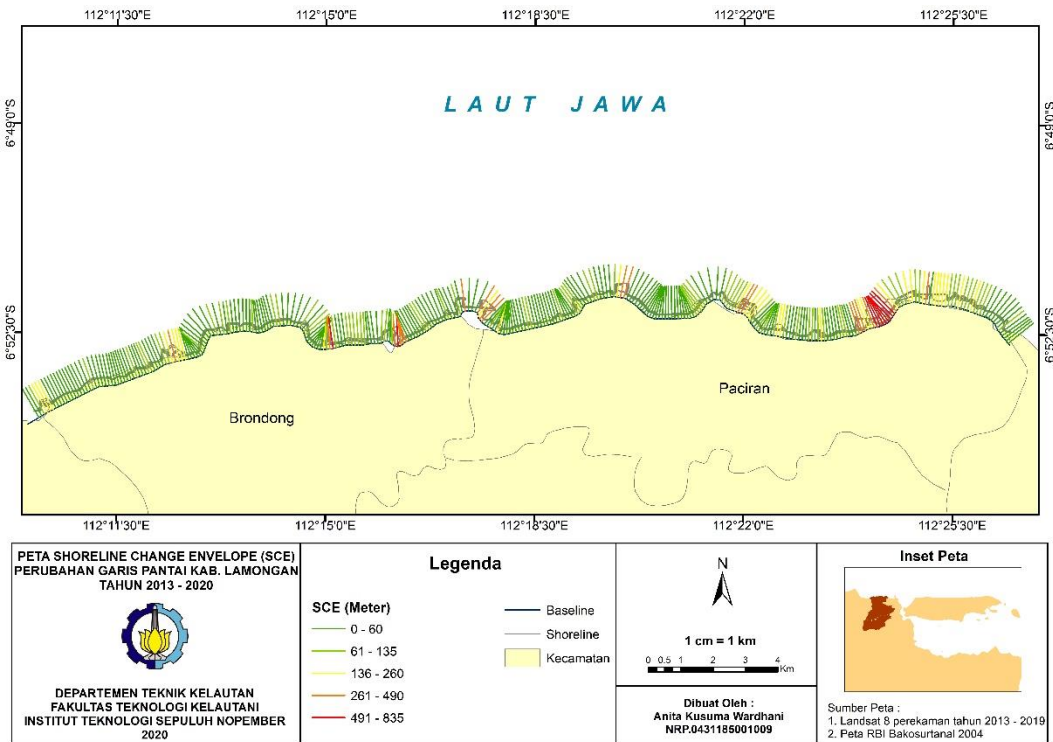 112°11'30"E 112°15'0"E 112°18'30"E 112°22'0"E 112°25'30"E
LAUT JAWA
6°49'0"S 6°49'0"S
6°52'30"S 6°52'30"S
Brondong
Paciran
112°11'30"E 112°15'0"E 112°18'30"E 112°22'0"E 112°25'30"E
PETA SHORELINE CHANGE ENVELOPE (SCE)
PERUBAHAN GARIS PANTAI KAB. LAMONGAN
TAHUN 2013 - 2020
DEPARTEMEN TEKNIK KELAUTAN
FAKULTAS TEKNOLOGI KELAUTANI
INSTITUT TEKNOLOGI SEPULUH NOPEMBER
2020
Legenda
SCE (Meter)
0 - 60
61 - 135
136 - 260
261 - 490
491 - 835
Baseline
Shoreline
Kecamatan
N
1 cm = 1 km
0 0.5 1 2 3 4
Km
Dibuat Oleh :
Anita Kusuma Wardhani
NRP.0431185001009
Inset Peta
Sumber Peta :
1. Landsat 8 perekaman tahun 2013 - 2019
2. Peta RBI Bakosurtanal 2004